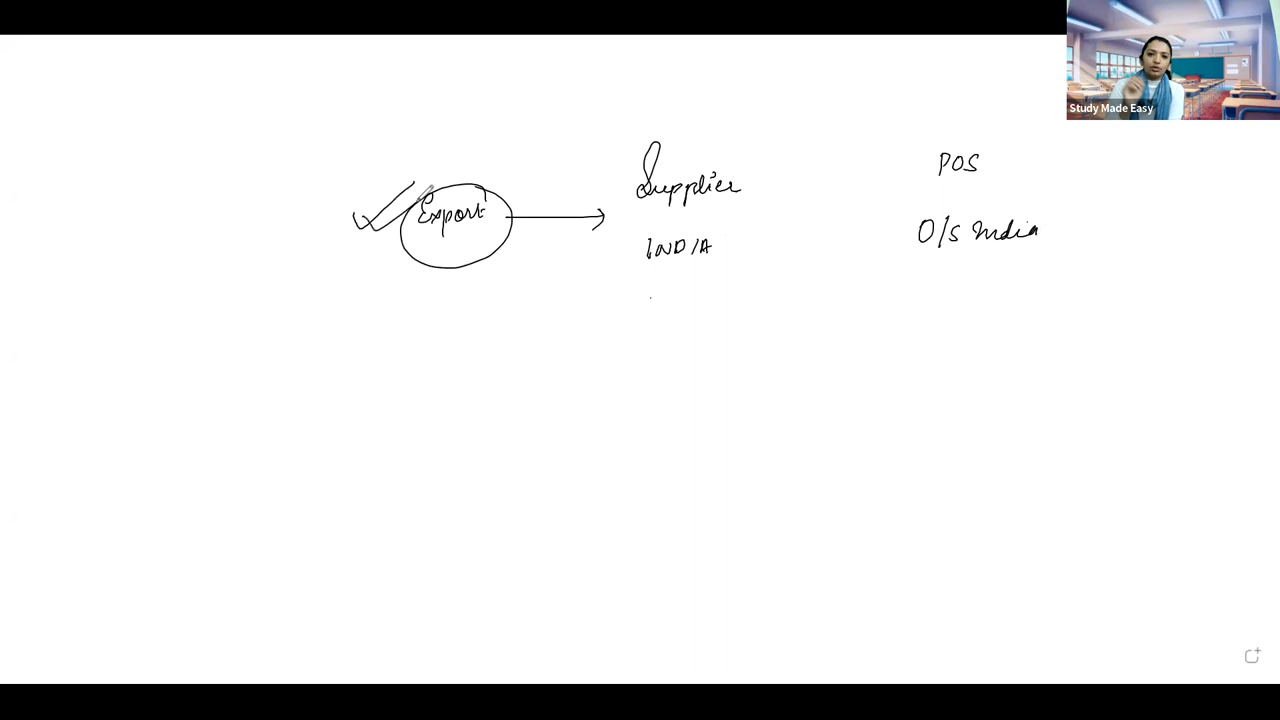 Export
Supplier
INDIA
POS
O/S India
Study Made Easy